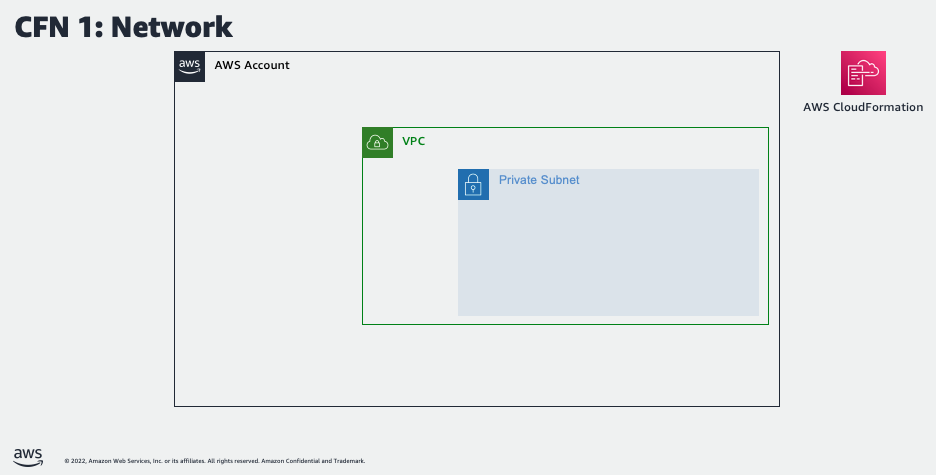 CFN 1: Network
aws
AWS Account
AWS CloudFormation
VPC
Private Subnet
aws
© 2022, Amazon Web Services, Inc. or its affiliates. All rights reserved. Amazon Confidential and Trademark.